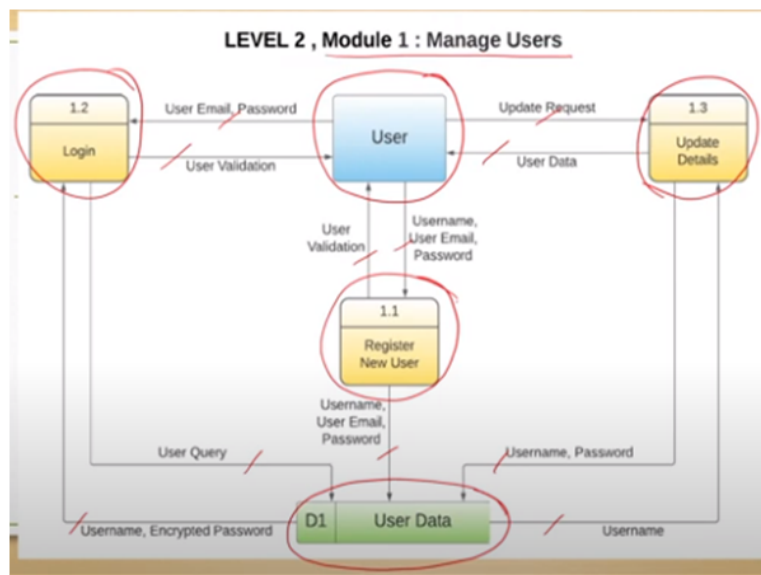 LEVEL 2 , Module 1 : Manage Users
1.2
Login
User Email, Password
User Validation
User
Update Request
User Data
1.3
Update
Details
User
Validation
Username,
User Email,
Password
1.1
Register
New User
Username,
User Email,
Password
User Query
Username, Password
D1
User Data
Username, Encrypted Password
Username